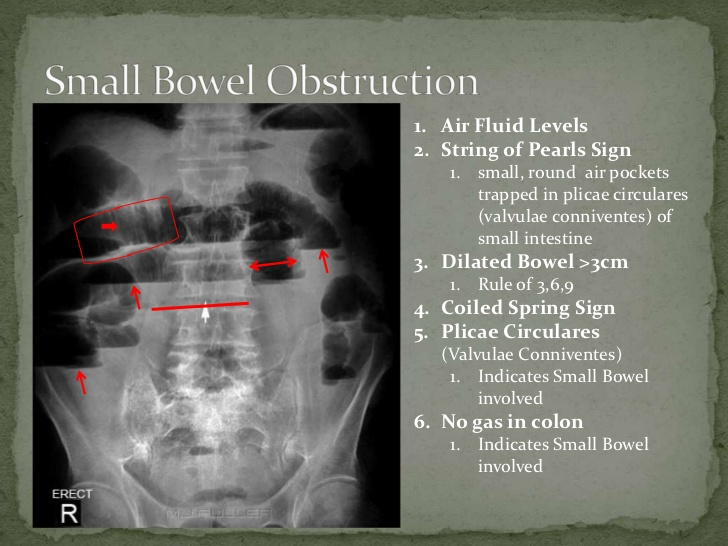 Small Bowel Obstruction
1. Air Fluid Levels
2. String of Pearls Sign
1. small, round air pockets
trapped in plicae circulares
(valvulae conniventes) of
small intestine
3. Dilated Bowel >3cm
1. Rule of 3,6,9
4. Coiled Spring Sign
5. Plicae Circulares
(Valvulae Conniventes)
1. Indicates Small Bowel
involved
6. No gas in colon
1. Indicates Small Bowel
involved
ERECT
R